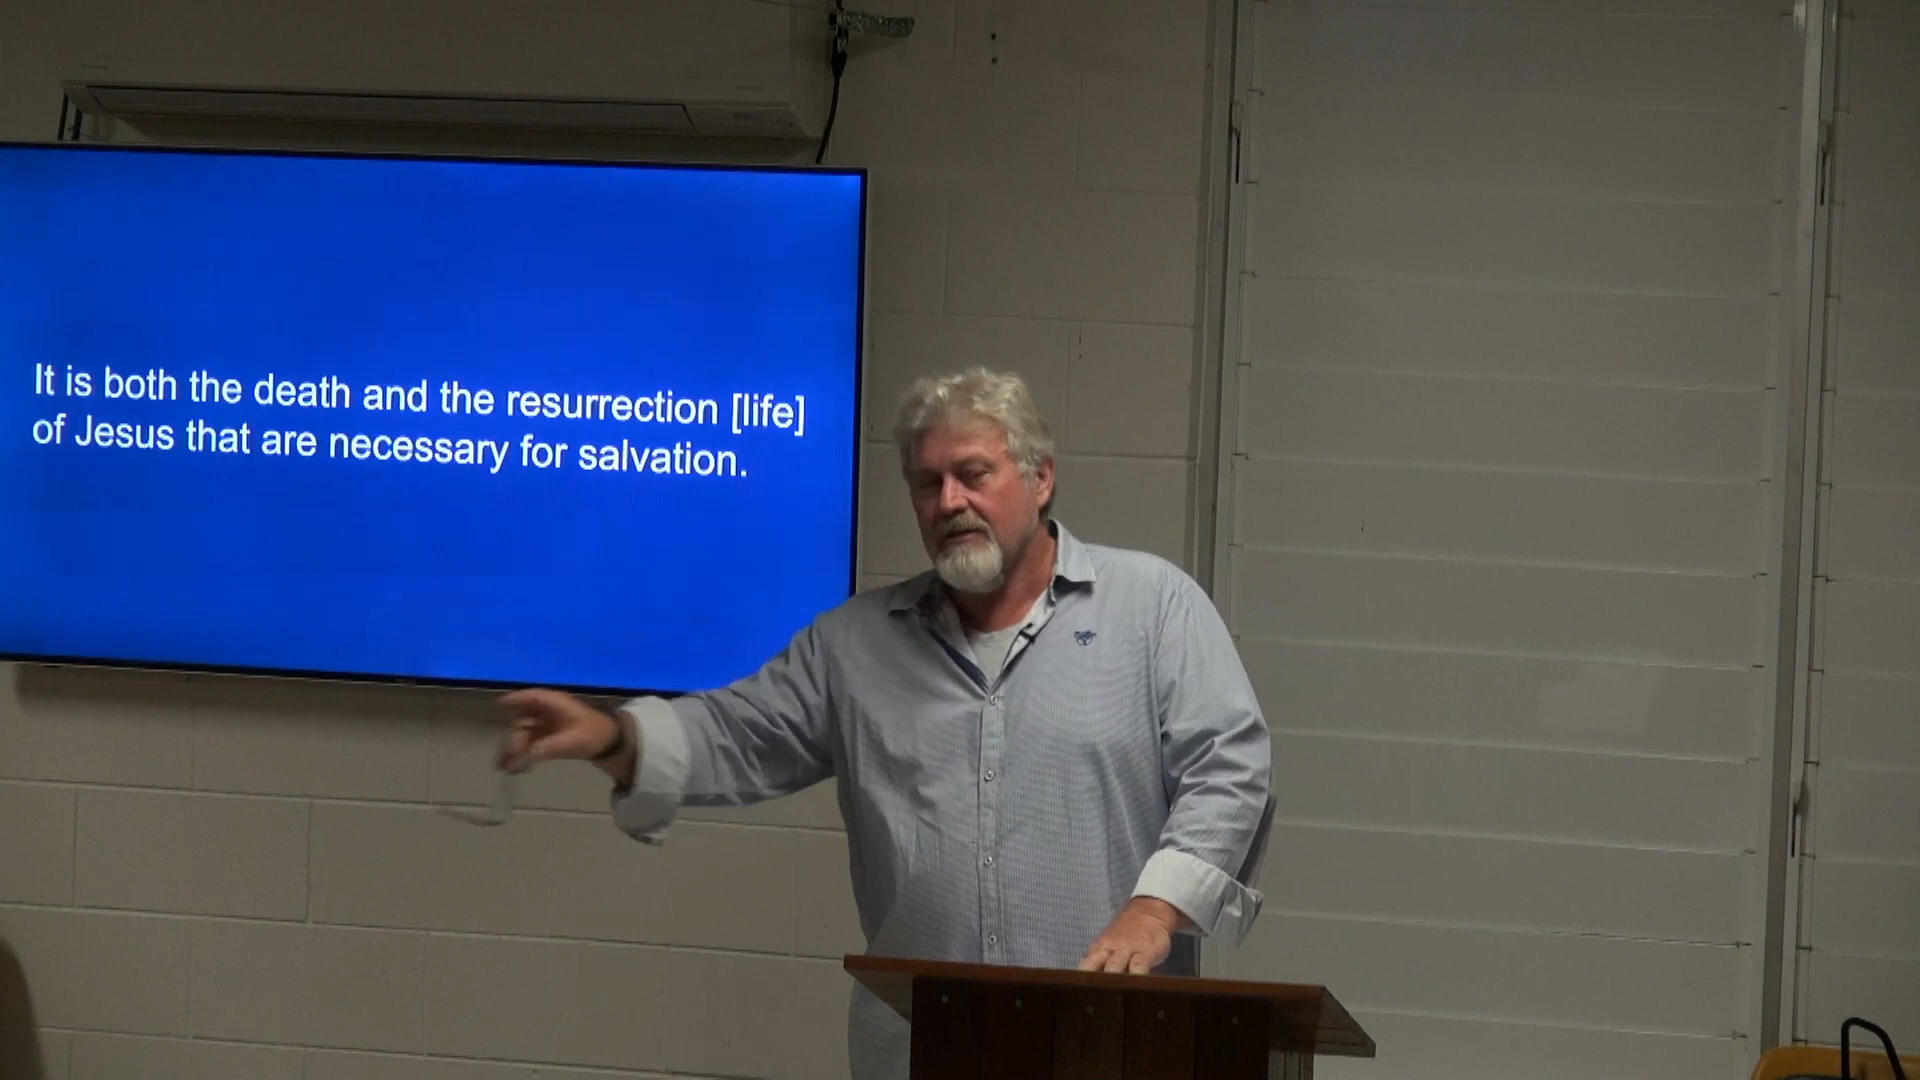 It is both the death and the resurrection [life]
of Jesus that are necessary for salvation.